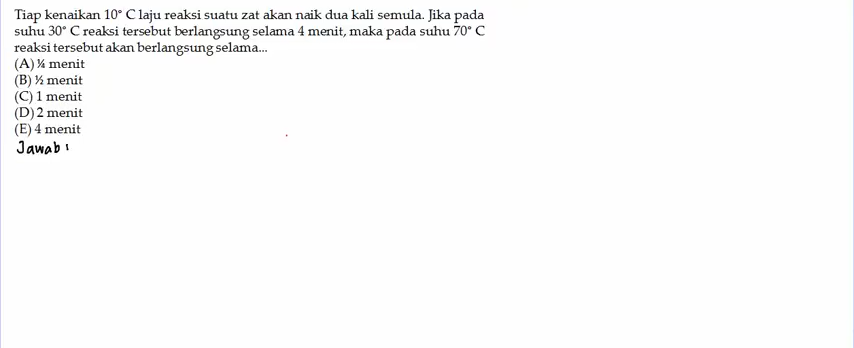 Tiap kenaikan 10° C laju reaksi suatu zat akan naik dua kali semula. Jika pada
suhu 30° C reaksi tersebut berlangsung selama 4 menit, maka pada suhu 70° C
reaksi tersebut akan berlangsung selama...
(A) ¼ menit
(B) ½ menit
(C) 1 menit
(D) 2 menit
(E) 4 menit
Jawab :